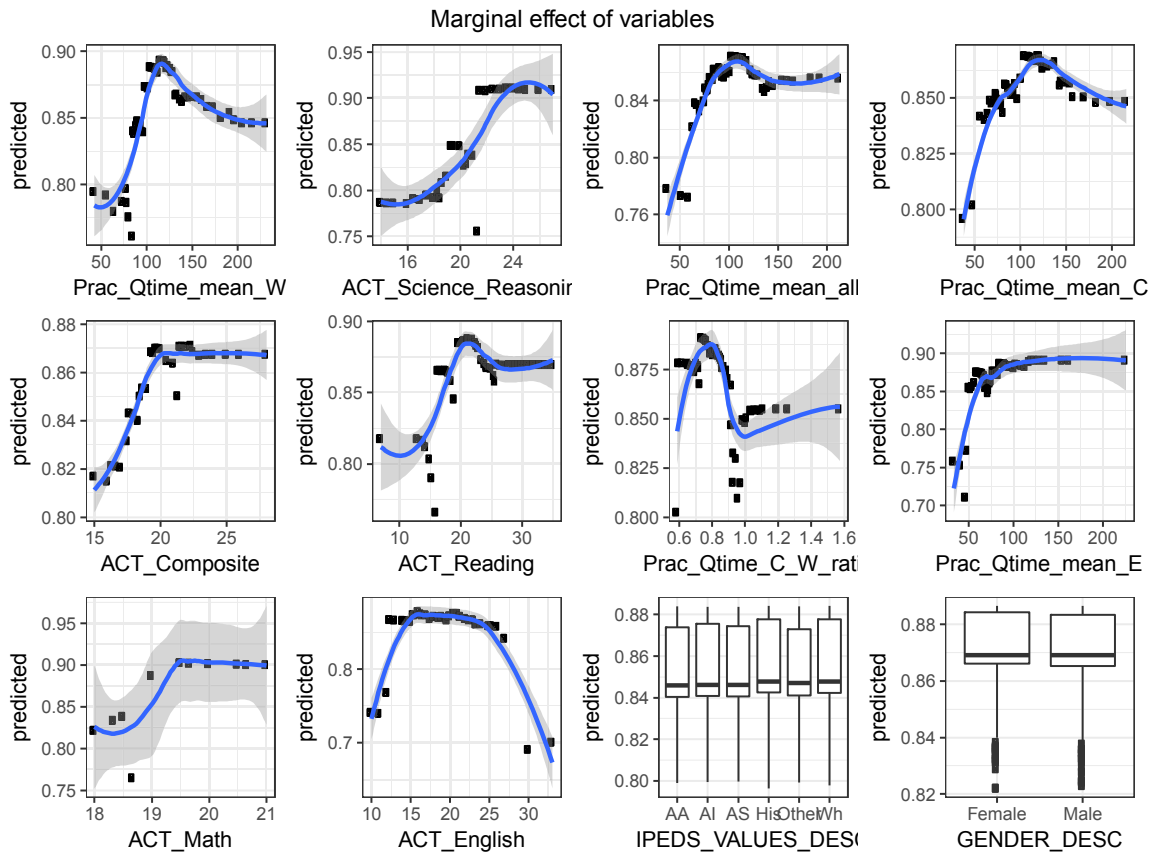 Marginal effect of variables
predicted
0.90
0.85
0.80
50 100 150 200
Prac_Qtime_mean_W
predicted
0.95
0.90
0.85
0.80
0.75
16 20 24
ACT_Science_Reasonin
predicted
0.84
0.80
0.76
50 100 150 200
Prac_Qtime_mean_all
predicted
0.850
0.825
0.800
50 100 150 200
Prac_Qtime_mean_C
predicted
0.88
0.86
0.84
0.82
0.80
15 20 25
ACT_Composite
predicted
0.90
0.85
0.80
10 20 30
ACT_Reading
predicted
0.875
0.850
0.825
0.800
0.6 0.8 1.0 1.2 1.4 1.6
Prac_Qtime_C_W_rati
predicted
0.90
0.85
0.80
0.75
0.70
50 100 150 200
Prac_Qtime_mean_E
predicted
0.95
0.90
0.85
0.80
0.75
18 19 20 21
ACT_Math
predicted
0.8
0.7
10 15 20 25 30
ACT_English
predicted
0.88
0.86
0.84
0.82
0.80
AA AI AS His Other Wh
IPEDS_VALUES_DESC
predicted
0.88
0.86
0.84
0.82
Female Male
GENDER_DESC